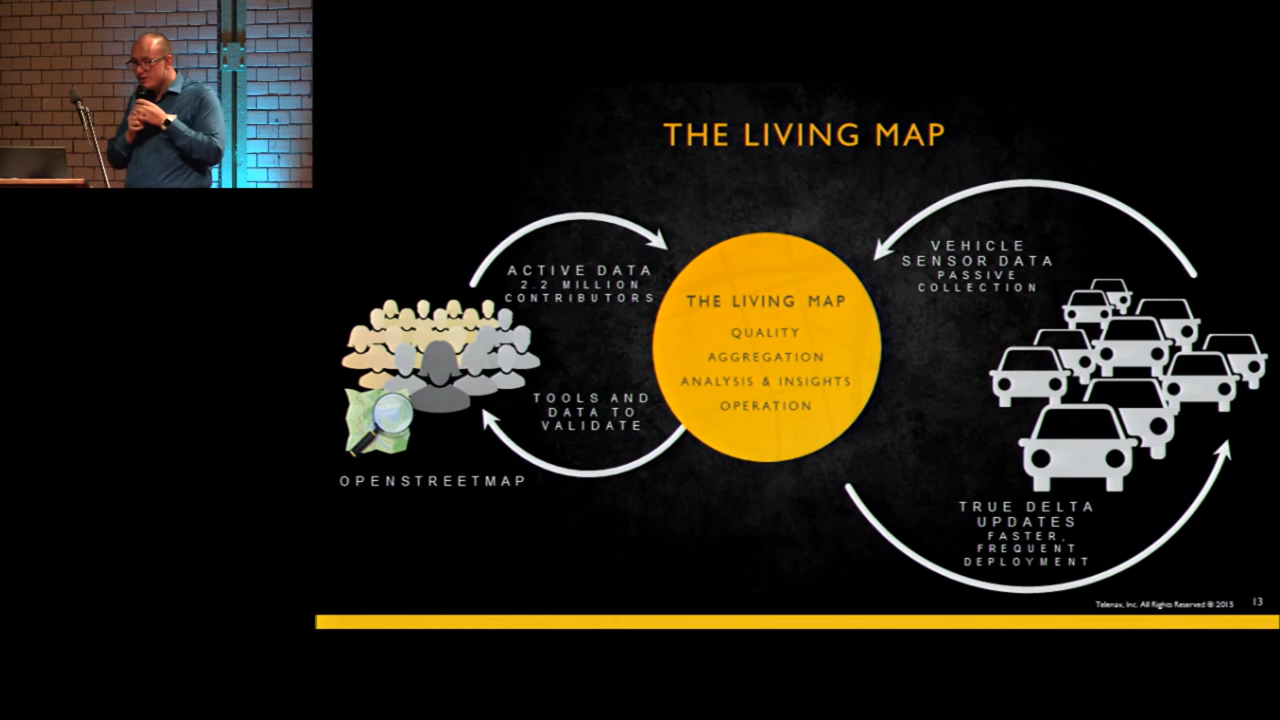 THE LIVING MAP
ACTIVE DATA
2.2 MILLION
CONTRIBUTORS
TOOLS AND
DATA TO
VALIDATE
OPENSTREETMAP
THE LIVING MAP
QUALITY
AGGREGATION
ANALYSIS & INSIGHTS
OPERATION
VEHICLE
SENSOR DATA
PASSIVE
COLLECTION
TRUE DELTA
UPDATES
FASTER,
FREQUENT
DEPLOYMENT
Telenav, Inc. All Rights Reserved ® 2015
13